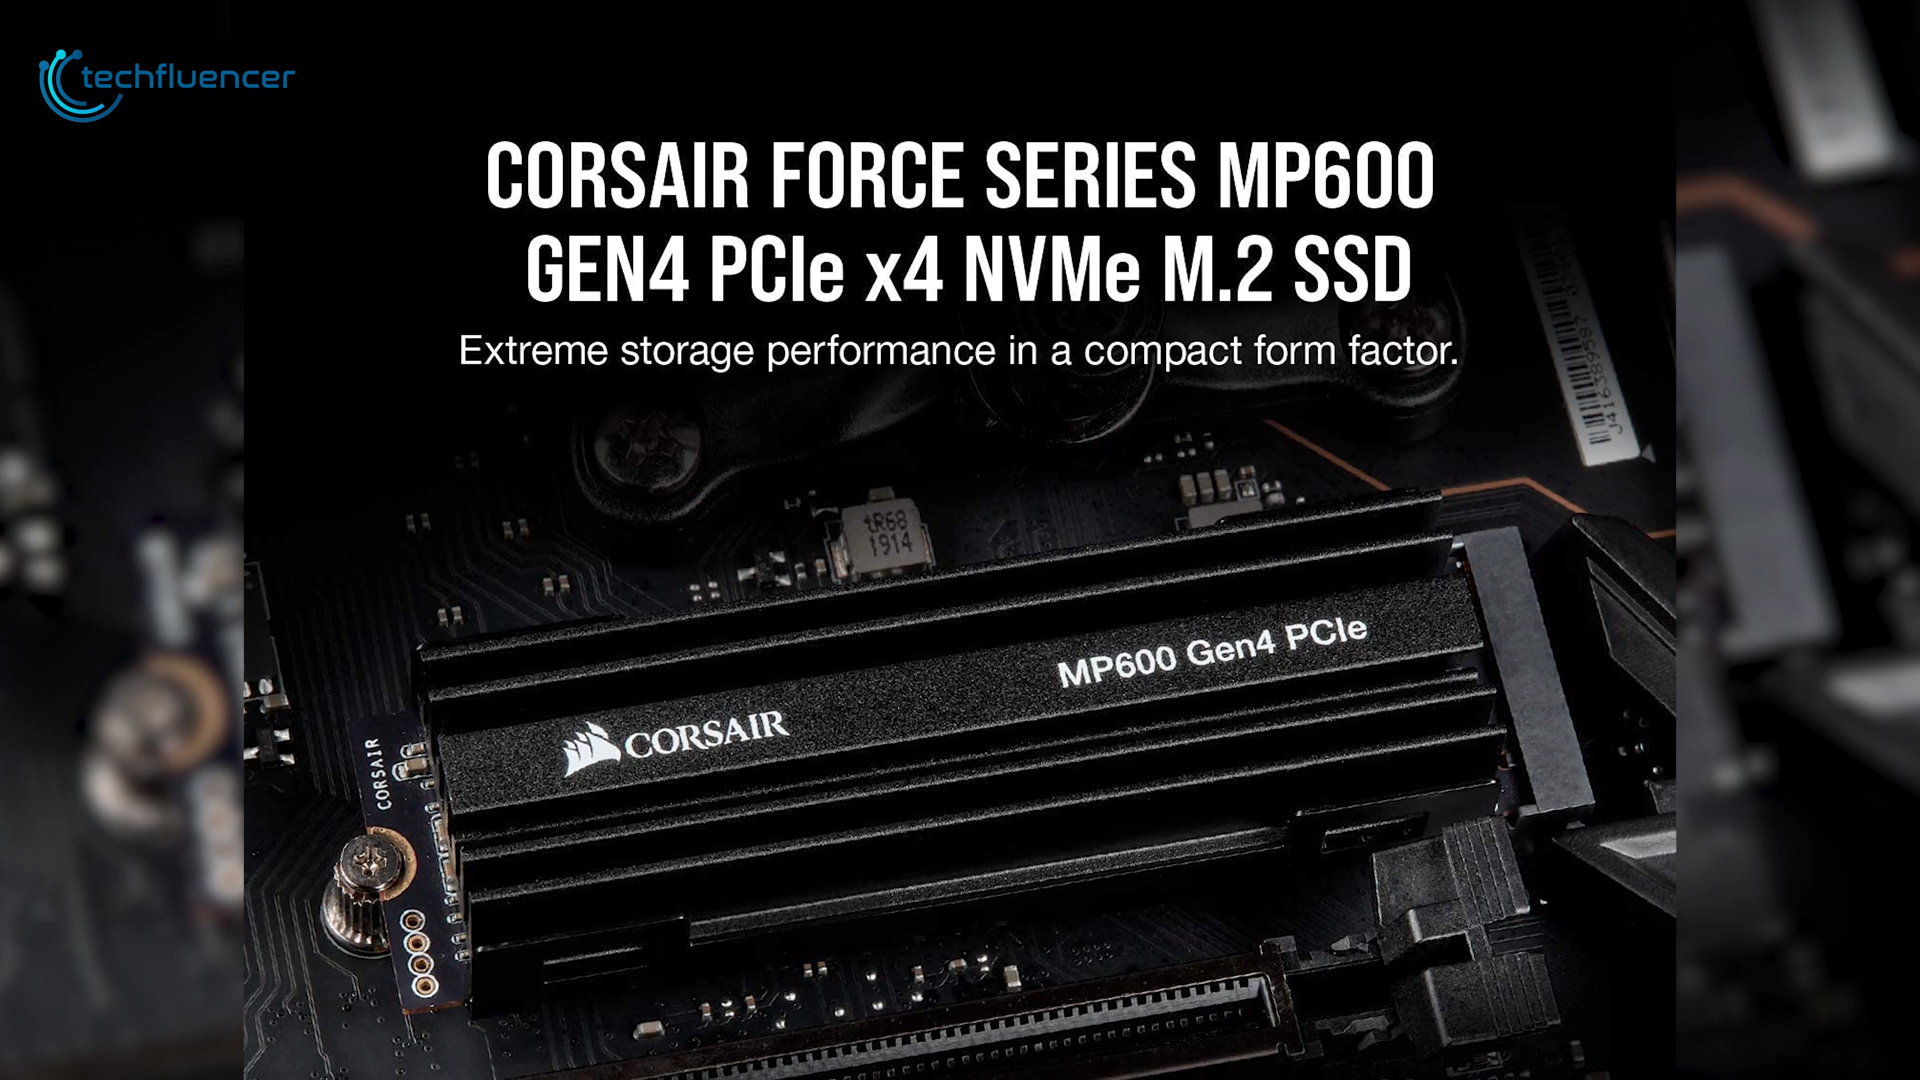 techfluencer
CORSAIR FORCE SERIES MP600
GEN4 PCIe x4 NVMe M.2 SSD
Extreme storage performance in a compact form factor.
tR68
1914
MP600 Gen4 PCIe
CORSAIR
CORSAIR